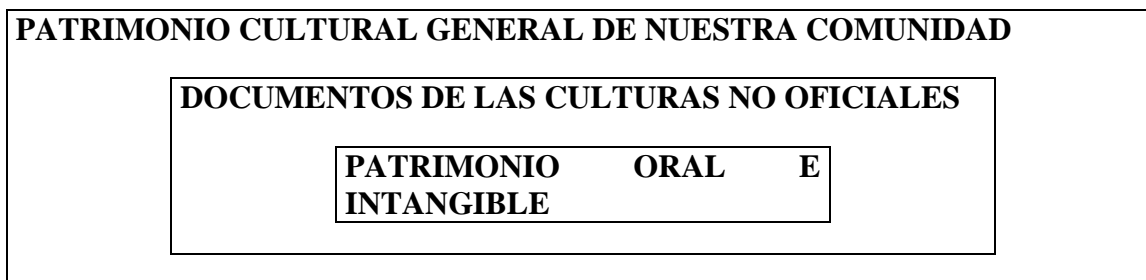 PATRIMONIO CULTURAL GENERAL DE NUESTRA COMUNIDAD
DOCUMENTOS DE LAS CULTURAS NO OFICIALES
PATRIMONIO ORAL E
INTANGIBLE